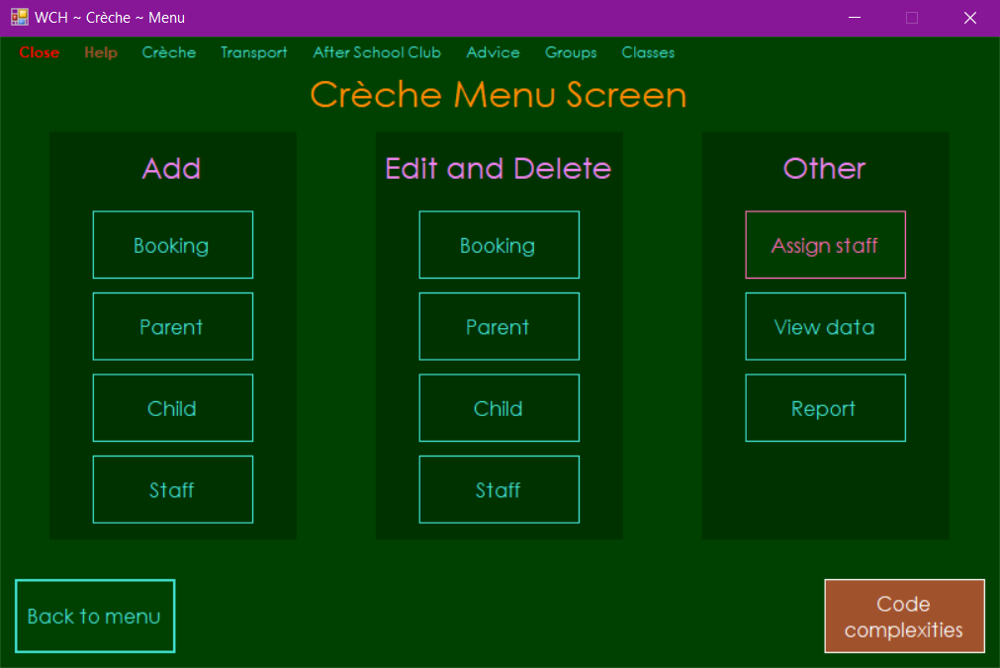 WCH ~ Crèche ~ Menu
Close Help Crèche Transport After School Club Advice Groups Classes
Crèche Menu Screen
Add
Booking
Parent
Child
Staff
Edit and Delete
Booking
Parent
Child
Staff
Other
Assign staff
View data
Report
Back to menu
Code
complexities